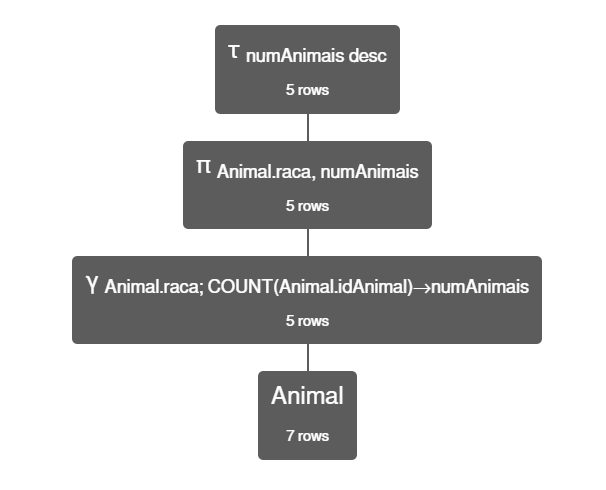 τ numAnimais desc
5 rows
π Animal.raca, numAnimais
5 rows
γ Animal.raca; COUNT(Animal.idAnimal)→numAnimais
5 rows
Animal
7 rows